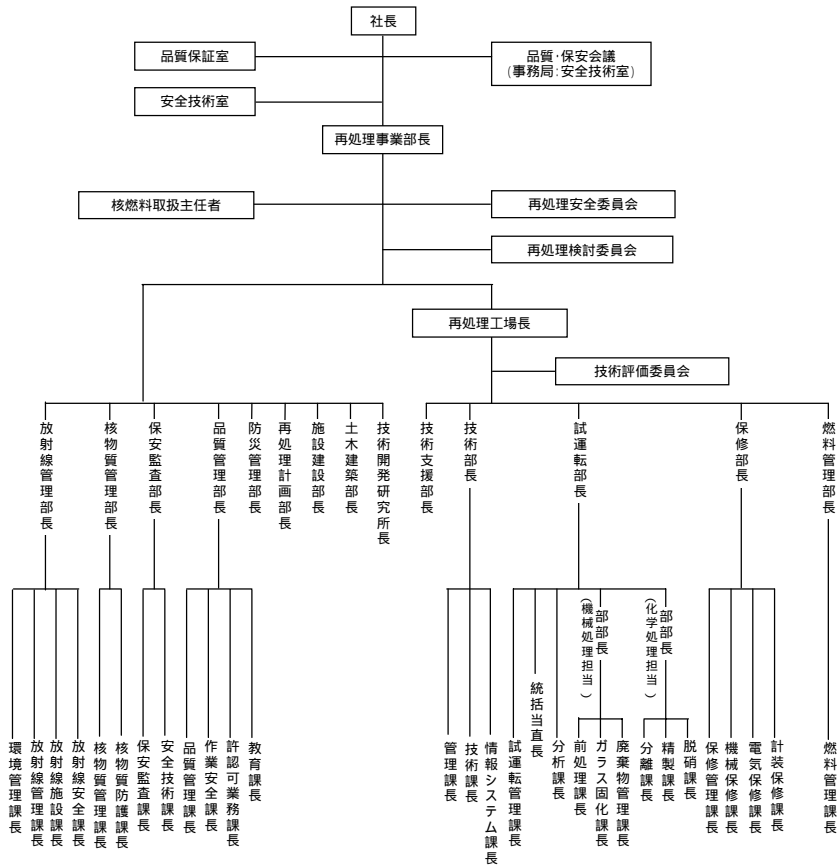 社長
品質保証室
品質・保安会議
(事務局:安全技術室)
安全技術室
再処理事業部長
核燃料取扱主任者
再処理安全委員会
再処理検討委員会
再処理工場長
技術評価委員会
放射線管理部長
核物質管理部長
保安監査部長
品質管理部長
防災管理部長
再処理計画部長
施設建設部長
土木建築部長
技術開発研究所長
技術支援部長
技術部長
試運転部長
保修部長
燃料管理部長
環境管理課長
放射線管理課長
放射線施設課長
放射線安全課長
核物質管理課長
核物質防護課長
保安監査課長
安全技術課長
品質管理課長
作業安全課長
許認可業務課長
教育課長
管理課長
技術課長
情報システム課長
試運転管理課長
統括当直長
分析課長
部部長
(機械処理担当)
前処理課長
ガラス固化課長
廃棄物管理課長
部部長
(化学処理担当)
分離課長
精製課長
脱硝課長
保修管理課長
機械保修課長
電気保修課長
計装保修課長
燃料管理課長